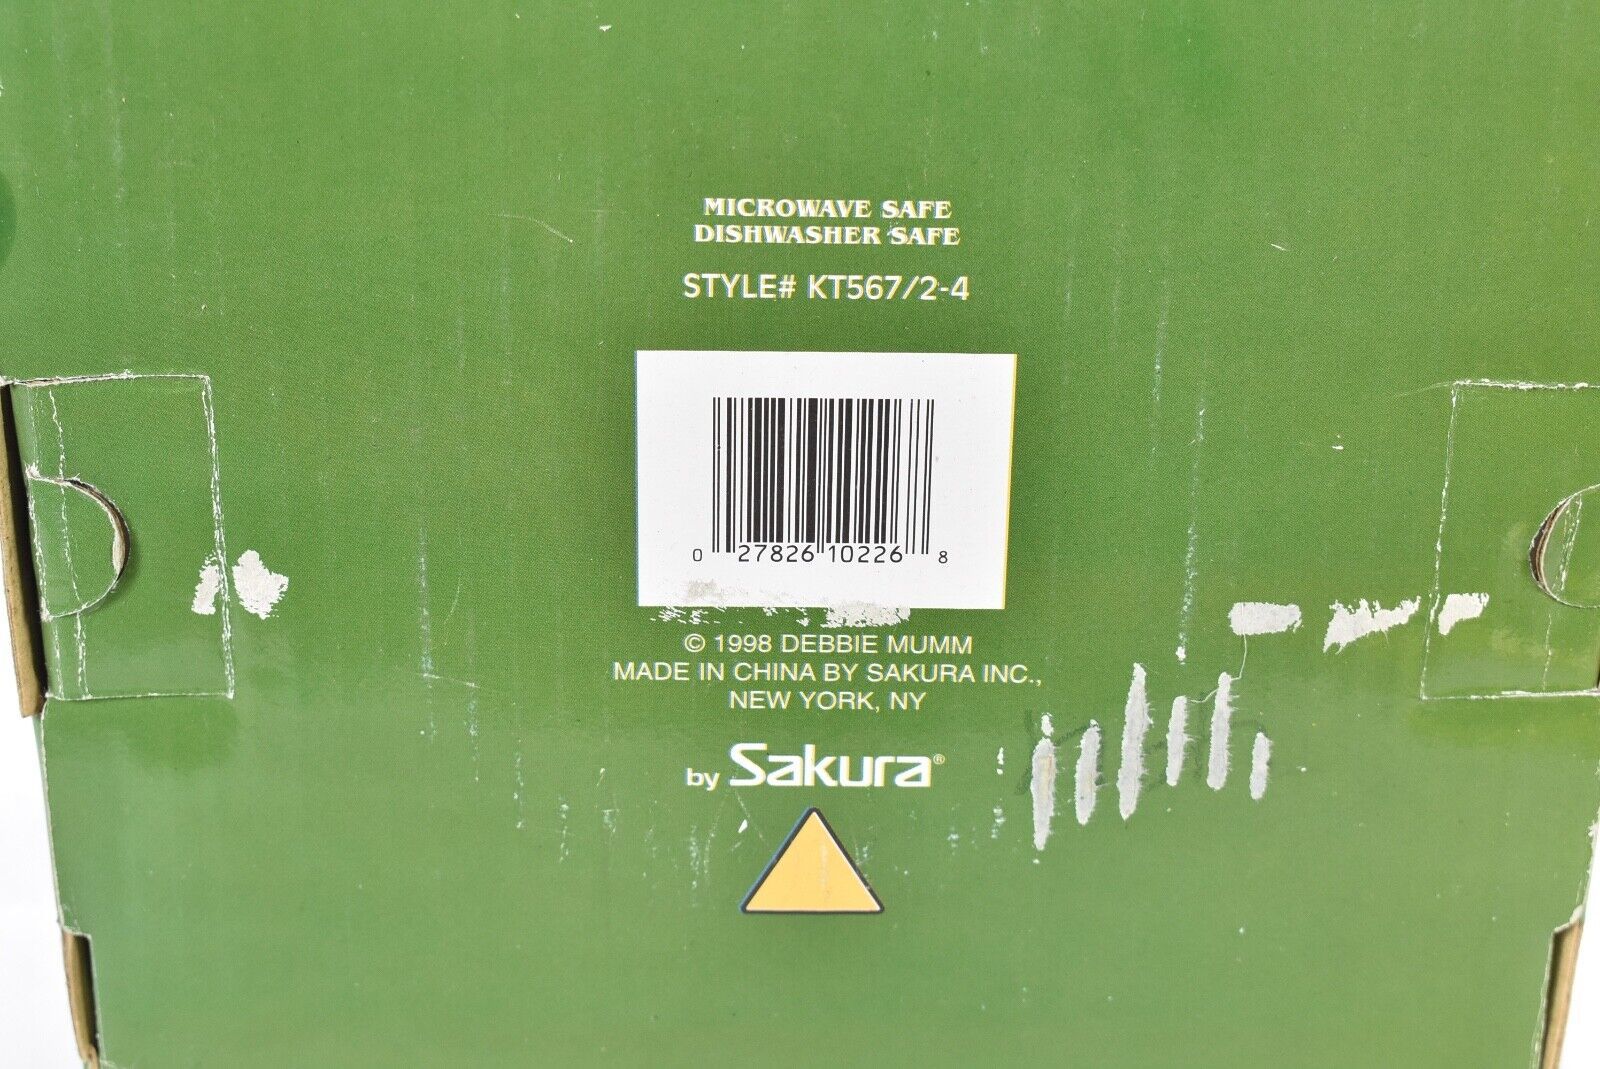 MICROWAVE SAFE
DISHWASHER SAFE
STYLE# KT567/2-4
0 27826 10226 8
© 1998 DEBBIE MUMM
MADE IN CHINA BY SAKURA INC.,
NEW YORK, NY
by Sakura®